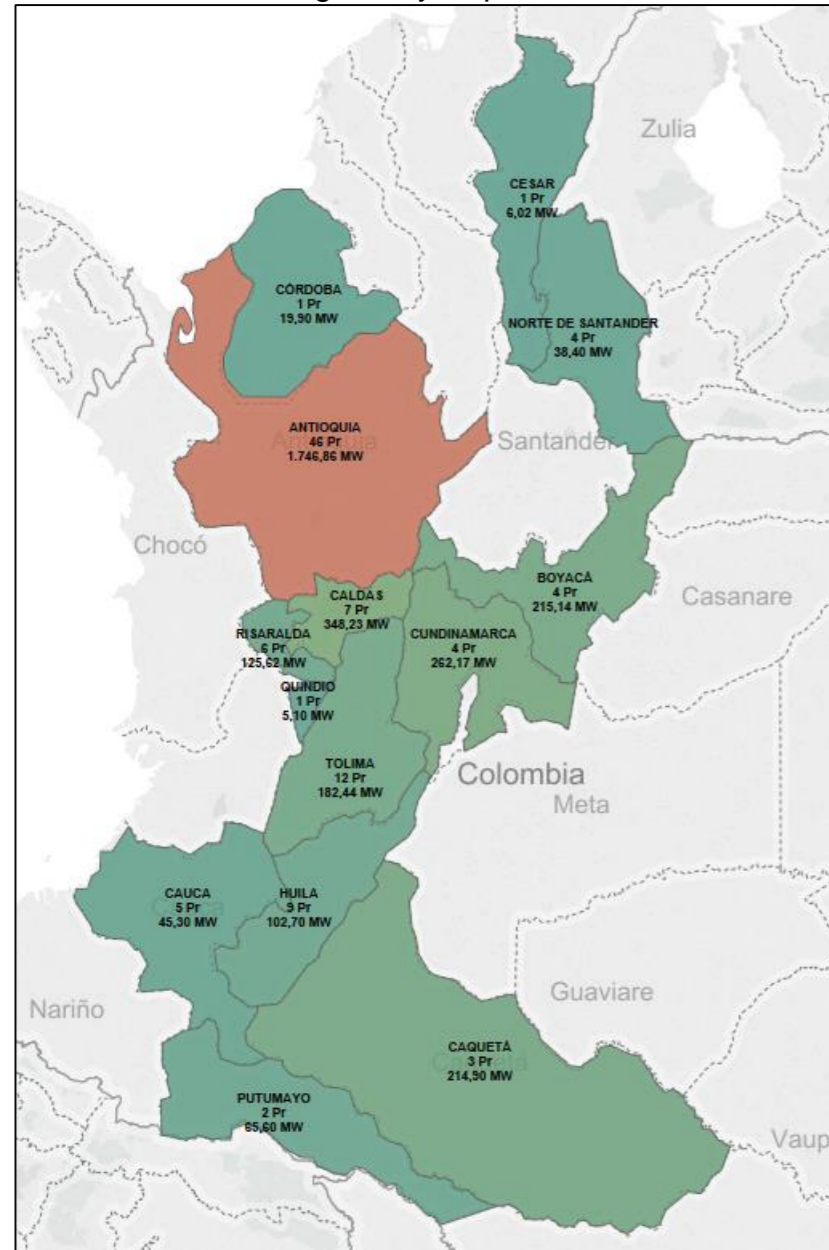 Zulia
CESAR
1 Pr
6,02 MW
CÓRDOBA
1 Pr
19,90 MW
NORTE DE SANTANDER
4 Pr
38,40 MW
ANTIOQUIA
46 Pr
1.746,86 MW
Santander
Chocó
BOYACÁ
4 Pr
215,14 MW
Casanare
CALDAS
7 Pr
348,23 MW
CUNDINAMARCA
4 Pr
262,17 MW
RISARALDA
6 Pr
125,62 MW
QUINDIO
1 Pr
5,10 MW
TOLIMA
12 Pr
182,44 MW
Colombia
Meta
CAUCA
5 Pr
45,30 MW
HUILA
9 Pr
102,70 MW
Guaviare
Nariño
CAQUETÁ
3 Pr
214,90 MW
PUTUMAYO
2 Pr
65,60 MW
Vaup